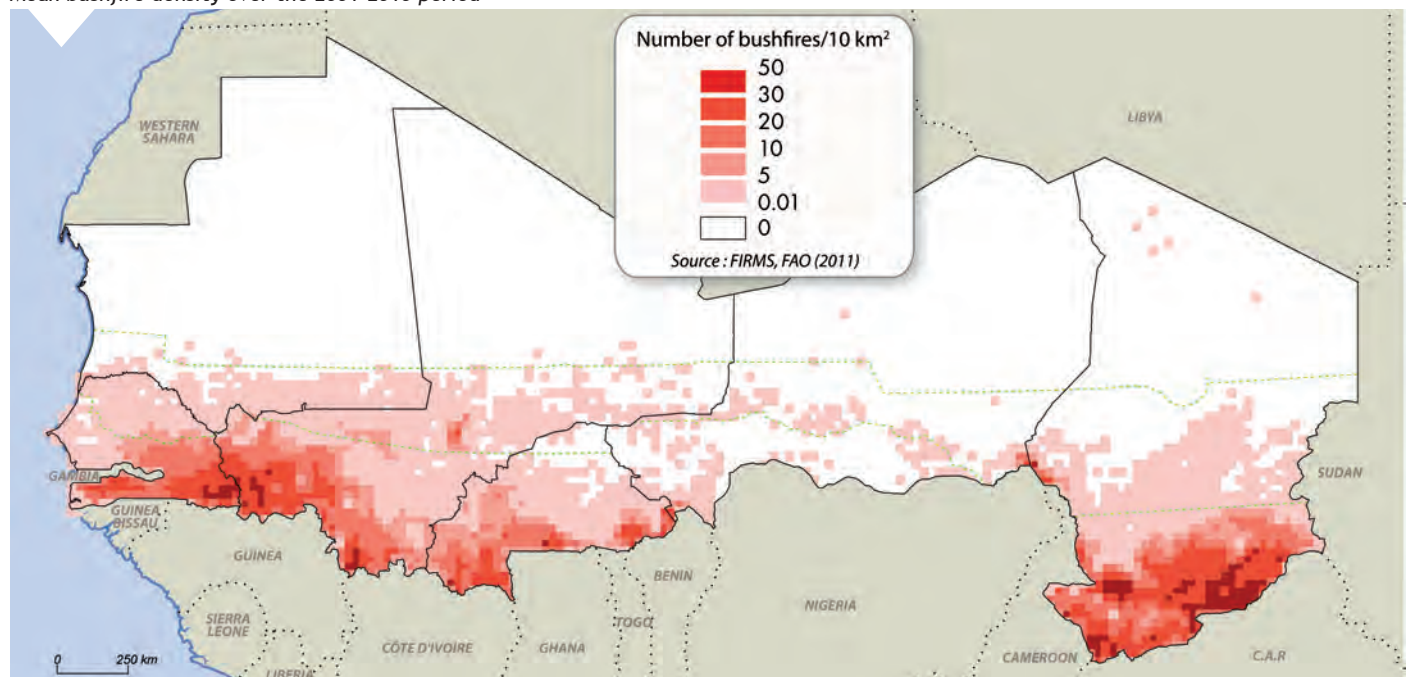 Number of bushfires/10 km²
50
30
20
10
5
0.01
0
Source : FIRMS, FAO (2011)
WESTERN
SAHARA
LIBYA
GAMBIA
GUINEA
BISSAU
GUINEA
SIERRA
LEONE
LIBERIA
CÔTE D'IVOIRE
GHANA
TOGO
BENIN
NIGERIA
CAMEROON
C.A.R
SUDAN
0 250 km